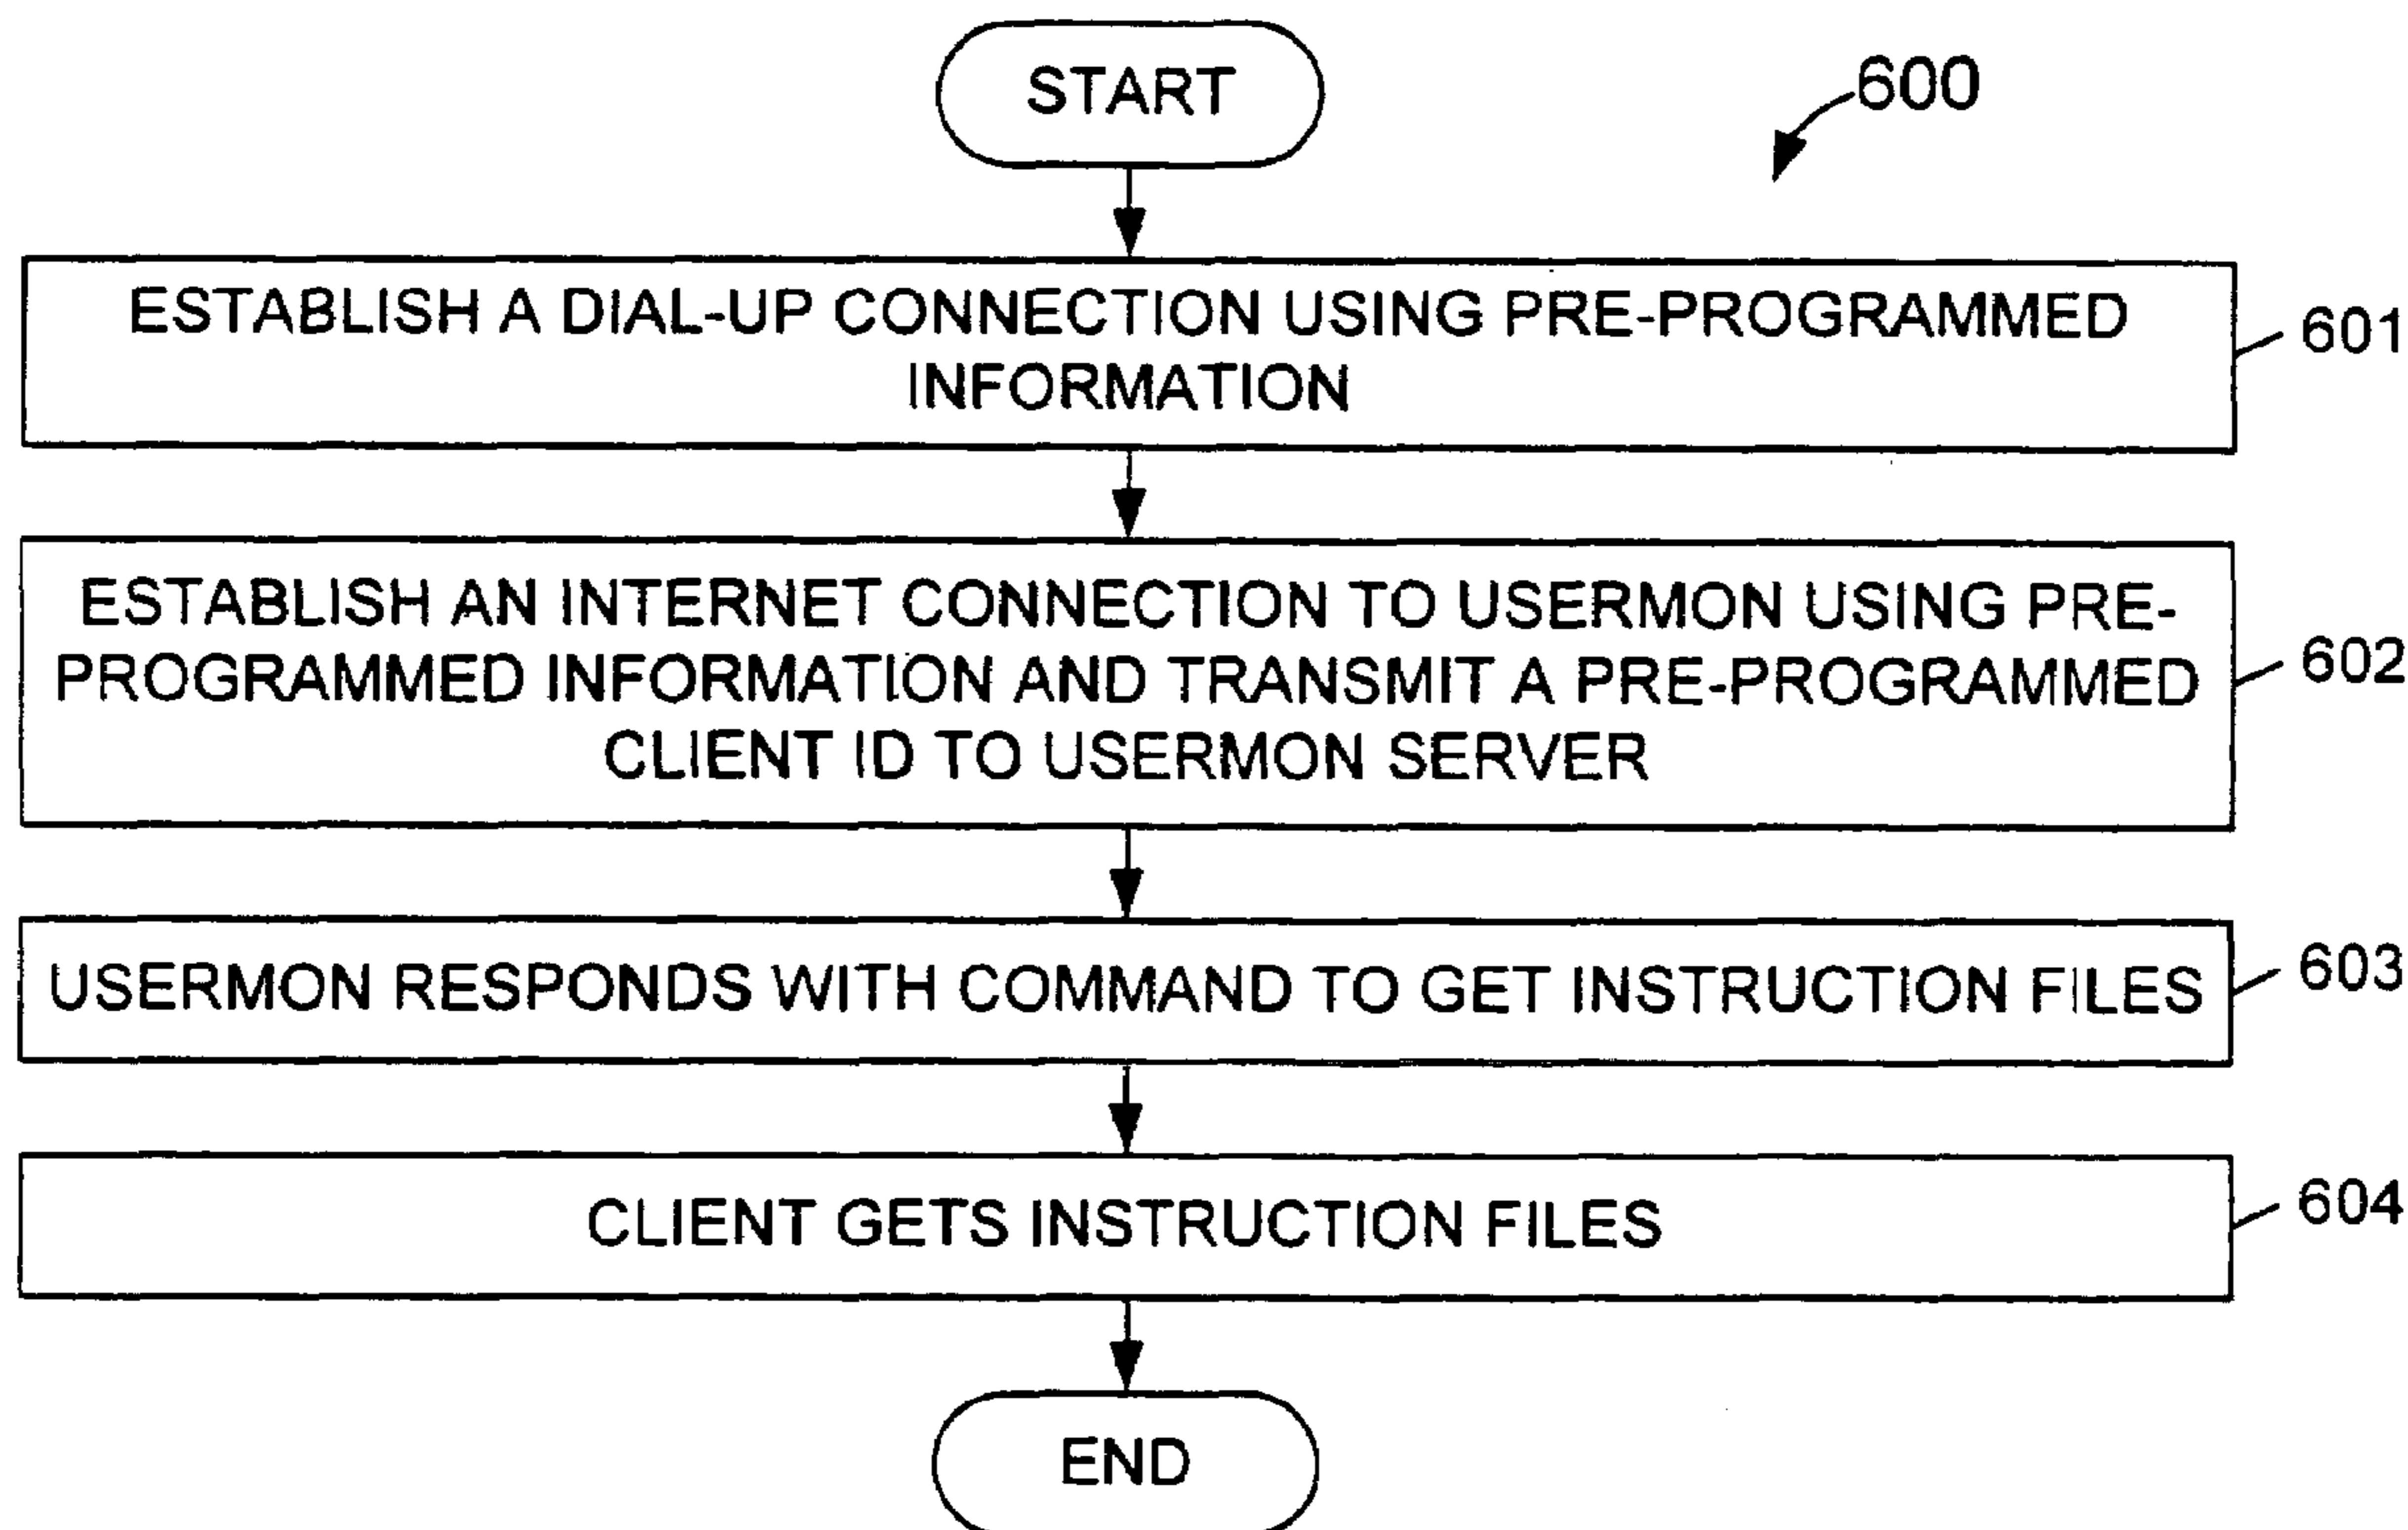 START
600
ESTABLISH A DIAL-UP CONNECTION USING PRE-PROGRAMMED
INFORMATION
601
ESTABLISH AN INTERNET CONNECTION TO USERMON USING PRE-
PROGRAMMED INFORMATION AND TRANSMIT A PRE-PROGRAMMED
CLIENT ID TO USERMON SERVER
602
USERMON RESPONDS WITH COMMAND TO GET INSTRUCTION FILES
603
CLIENT GETS INSTRUCTION FILES
604
END